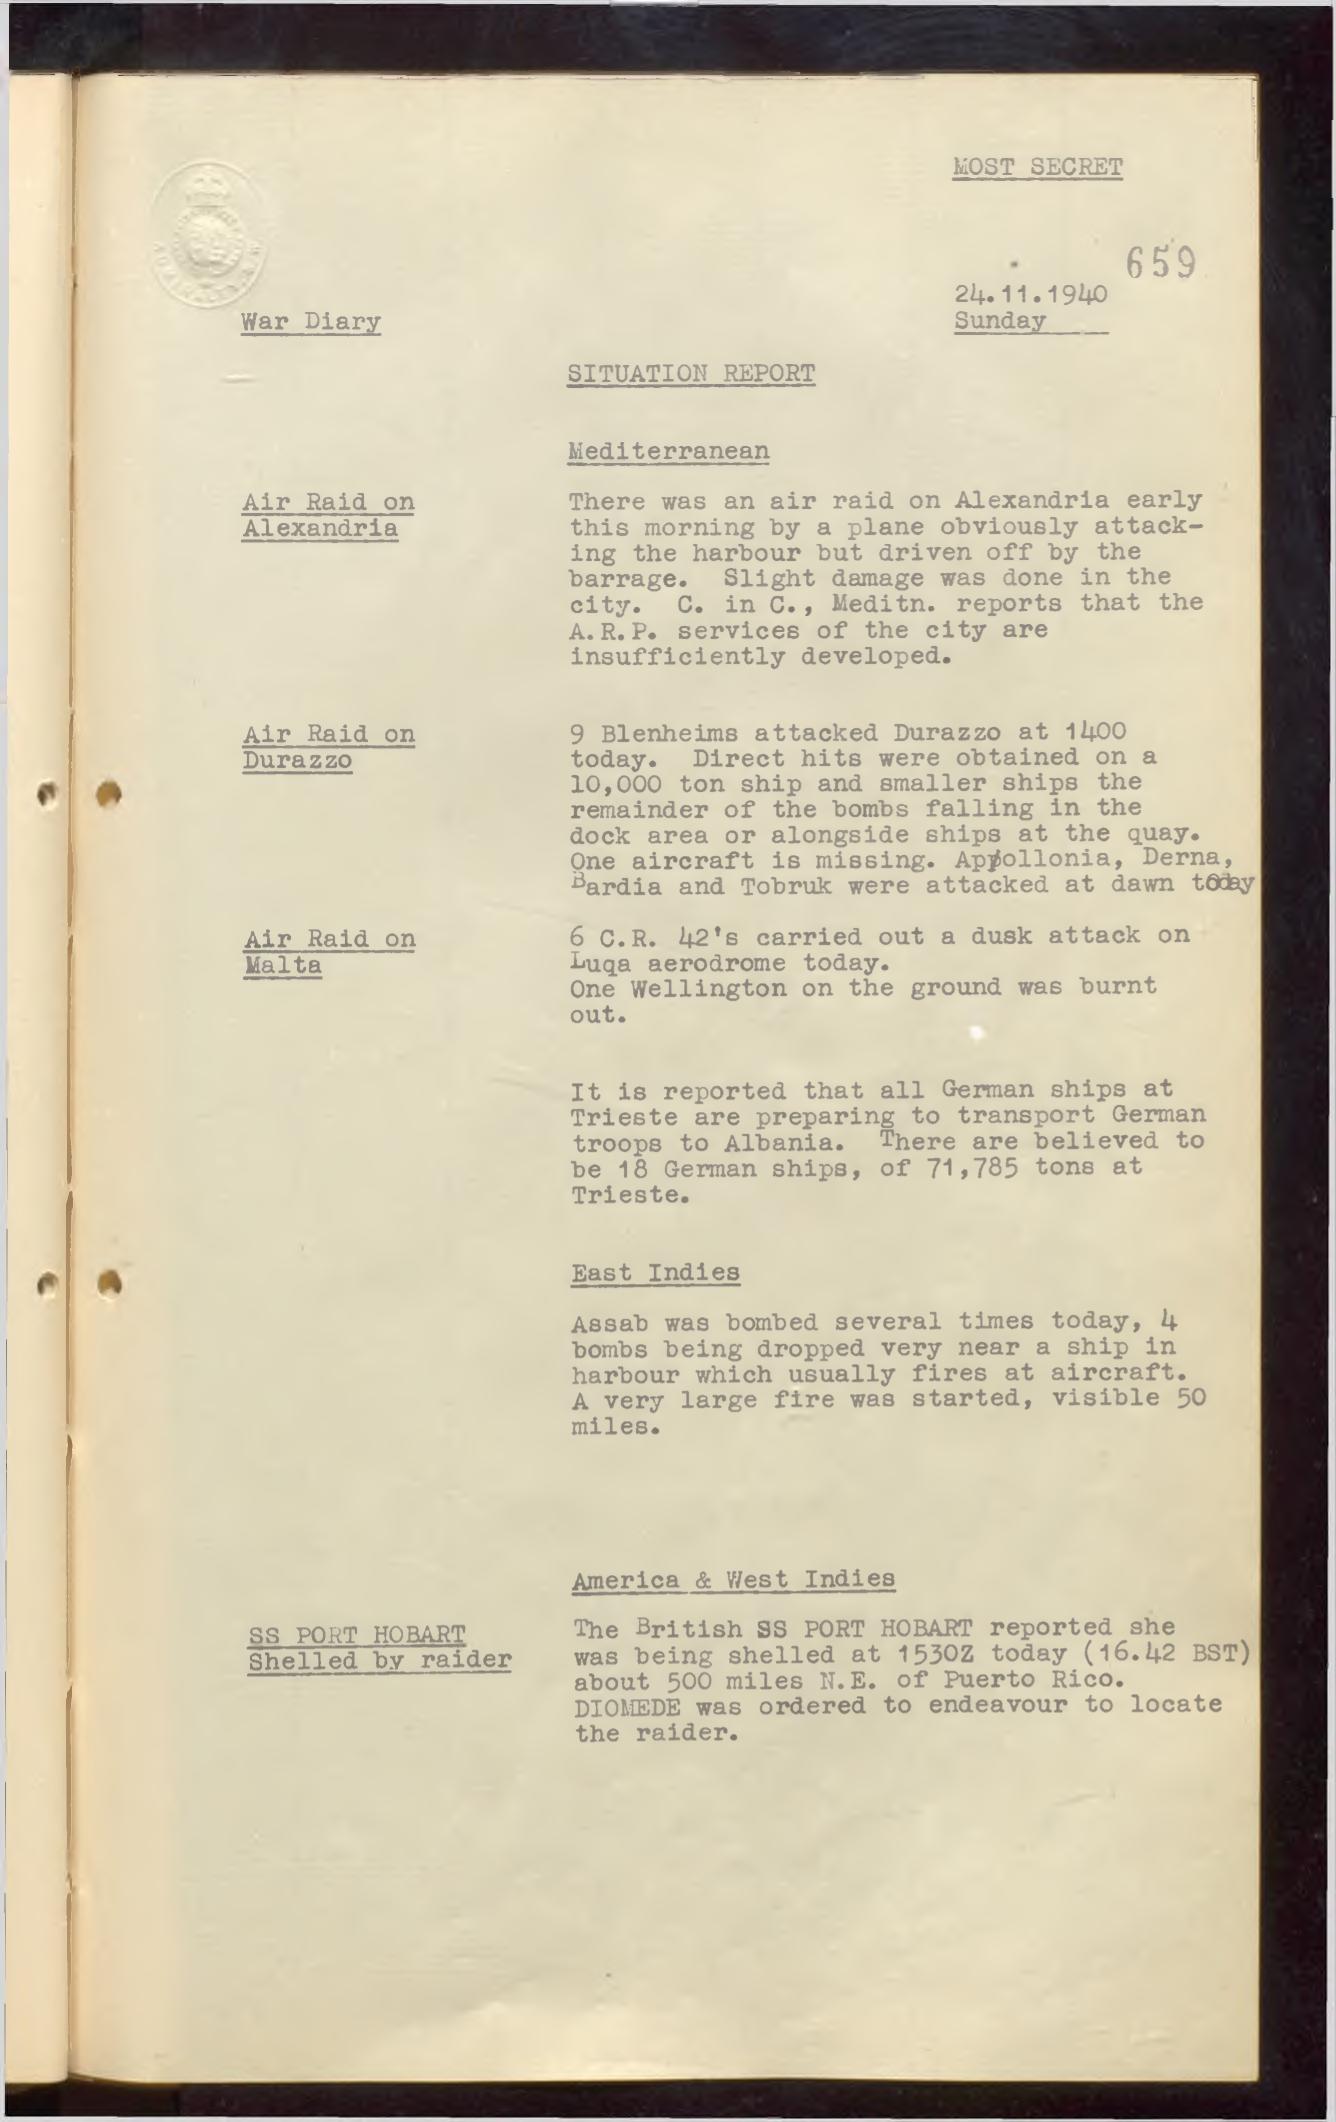 MOST SECRET
659
24.11.1940
War Diary
Sunday
SITUATION REPORT
Mediterranean
Air Raid on
Alexandria
There was an air raid on Alexandria early
this morning by a plane obviously attack-
ing the harbour but driven off by the
barrage. Slight damage was done in the
city. C. in C., Meditn. reports that the
A.R.P. services of the city are
insufficiently developed.
Air Raid on
Durazzo
9 Blenheims attacked Durazzo at 1400
today. Direct hits were obtained on a
10,000 ton ship and smaller ships the
remainder of the bombs falling in the
dock area or alongside ships at the quay.
One aircraft is missing. Apollonia, Derna,
Bardia and Tobruk were attacked at dawn today
Air Raid on
Malta
6 C.R. 42's carried out a dusk attack on
Luqa aerodrome today.
One Wellington on the ground was burnt
out.
It is reported that all German ships at
Trieste are preparing to transport German
troops to Albania. There are believed to
be 18 German ships, of 71,785 tons at
Trieste.
East Indies
Assab was bombed several times today, 4
bombs being dropped very near a ship in
harbour which usually fires at aircraft.
A very large fire was started, visible 50
miles.
America & West Indies
SS PORT HOBART
Shelled by raider
The British SS PORT HOBART reported she
was being shelled at 1530Z today (16.42 BST)
about 500 miles N.E. of Puerto Rico.
DIOMEDE was ordered to endeavour to locate
the raider.